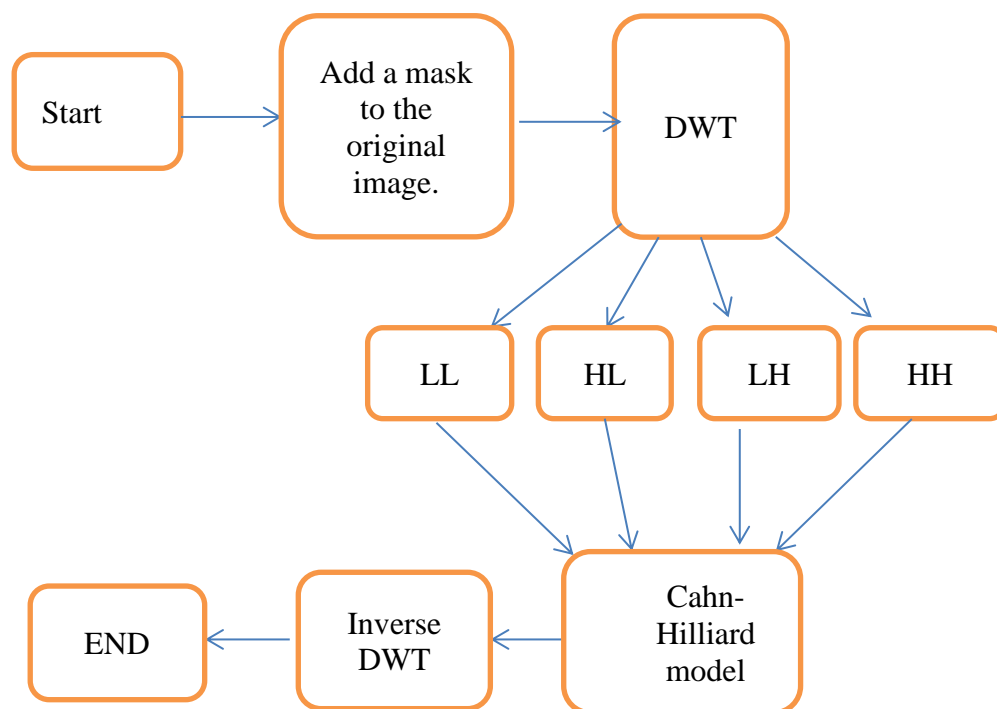 Start
Add a mask
to the
original
image.
DWT
LL
HL
LH
HH
Cahn-
Hilliard
model
Inverse
DWT
END